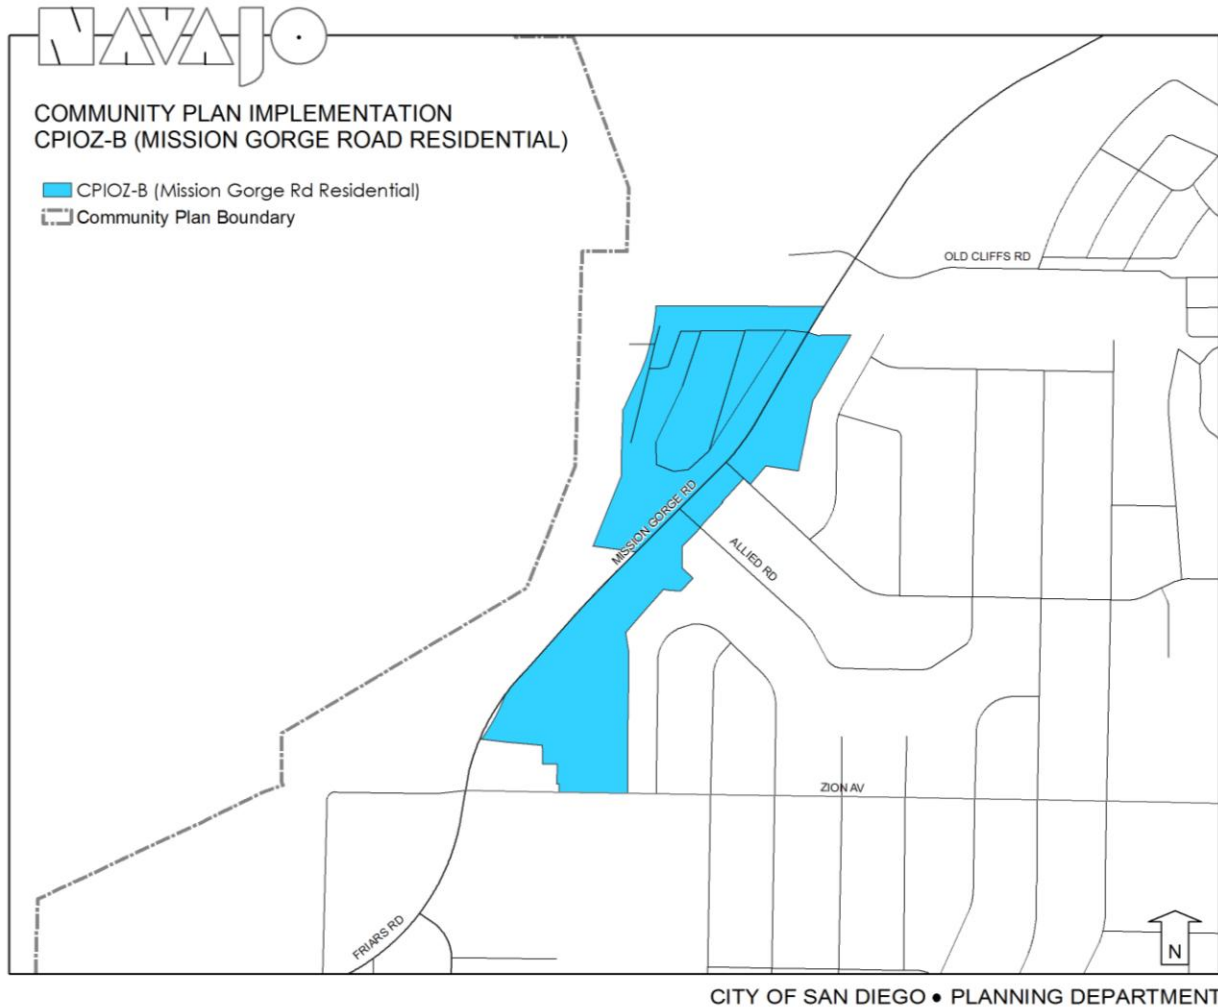 NAVAJO
COMMUNITY PLAN IMPLEMENTATION
CPIOZ-B (MISSION GORGE ROAD RESIDENTIAL)
CPIOZ-B (Mission Gorge Rd Residential)
Community Plan Boundary
OLD CLIFFS RD
MISSION GORGE RD
ALLIED RD
ZION AV
FRIARS RD
N
CITY OF SAN DIEGO • PLANNING DEPARTMENT